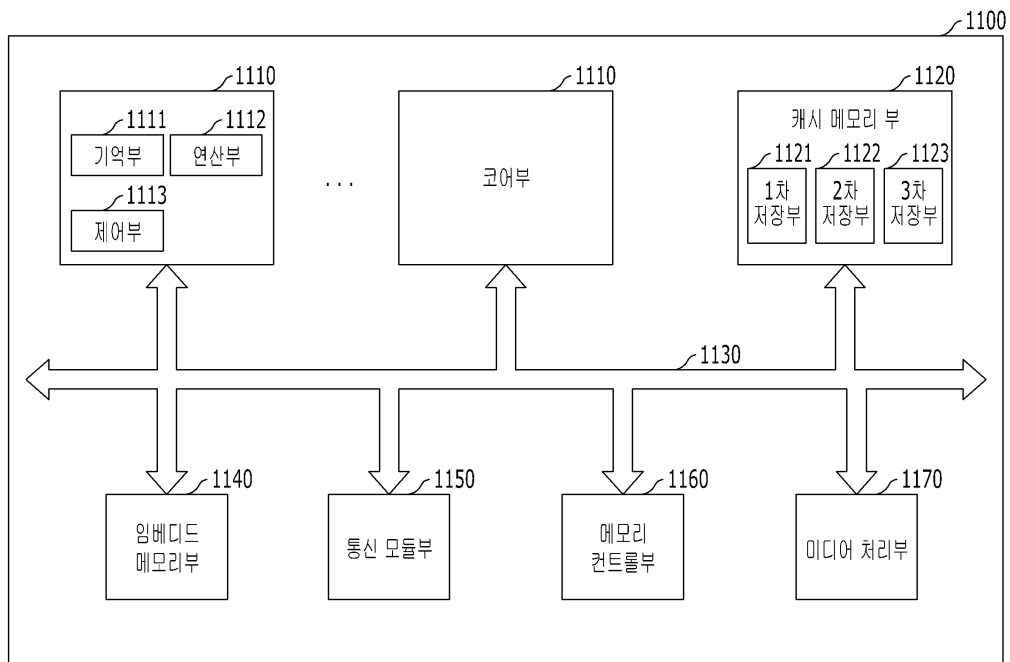 1100
1110
1110
1120
1111
1112
기억부
연산부
1113
제어부
...
코어부
캐시 메모리 부
1121
1122
1123
1차
저장부
2차
저장부
3차
저장부
1130
1140
1150
1160
1170
임베디드
메모리부
통신 모듈부
메모리
컨트롤부
미디어 처리부